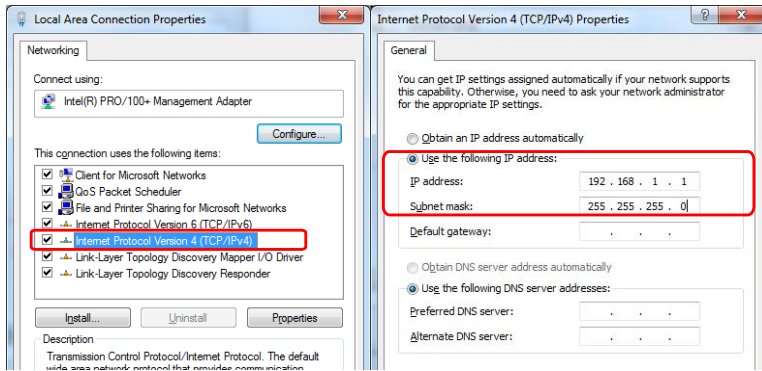 Local Area Connection Properties
Networking
Connect using:
Intel(R) PRO/100+ Management Adapter
Configure...
This connection uses the following items:
Client for Microsoft Networks
QoS Packet Scheduler
File and Printer Sharing for Microsoft Networks
Internet Protocol Version 6 (TCP/IPv6)
Internet Protocol Version 4 (TCP/IPv4)
Link-Layer Topology Discovery Mapper I/O Driver
Link-Layer Topology Discovery Responder
Install... Uninstall Properties
Description
Transmission Control Protocol/Internet Protocol. The default
wide area network protocol that provides communication
Internet Protocol Version 4 (TCP/IPv4) Properties
General
You can get IP settings assigned automatically if your network supports
this capability. Otherwise, you need to ask your network administrator
for the appropriate IP settings.
Obtain an IP address automatically
Use the following IP address:
IP address: 192 . 168 . 1 . 1
Subnet mask: 255 . 255 . 255 . 0
Default gateway: . . .
Obtain DNS server address automatically
Use the following DNS server addresses:
Preferred DNS server: . . .
Alternate DNS server: . . .